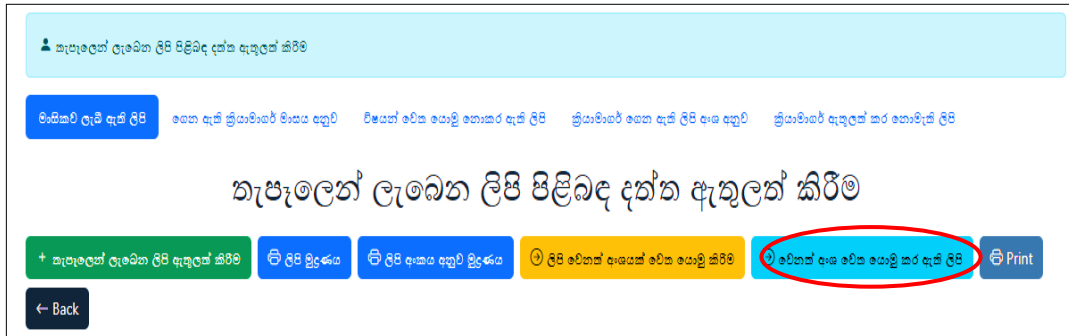 තැපැලෙන් ලැබෙන ලිපි පිළිබඳ දත්ත ඇතුලත් කිරීම
මාසිකව ලැබී ඇති ලිපි ගෙන ඇති ක්‍රියාමාර්ග මාසය අනුව විෂයන් වෙත යොමු නොකර ඇති ලිපි ක්‍රියාමාර්ග ගෙන ඇති ලිපි අංශ අනුව ක්‍රියාමාර්ග ඇතුලත් කර නොමැති ලිපි
තැපෑලෙන් ලැබෙන ලිපි පිළිබඳ දත්ත ඇතුලත් කිරීම
+ තැපෑලෙන් ලැබෙන ලිපි ඇතුලත් කිරීම ලිපි මුද්‍රණය ලිපි අංකය අනුව මුද්‍රණය ලිපි වෙනත් අංශයක් වෙත යොමු කිරීම වෙනත් අංශ වෙත යොමු කර ඇති ලිපි Print
← Back